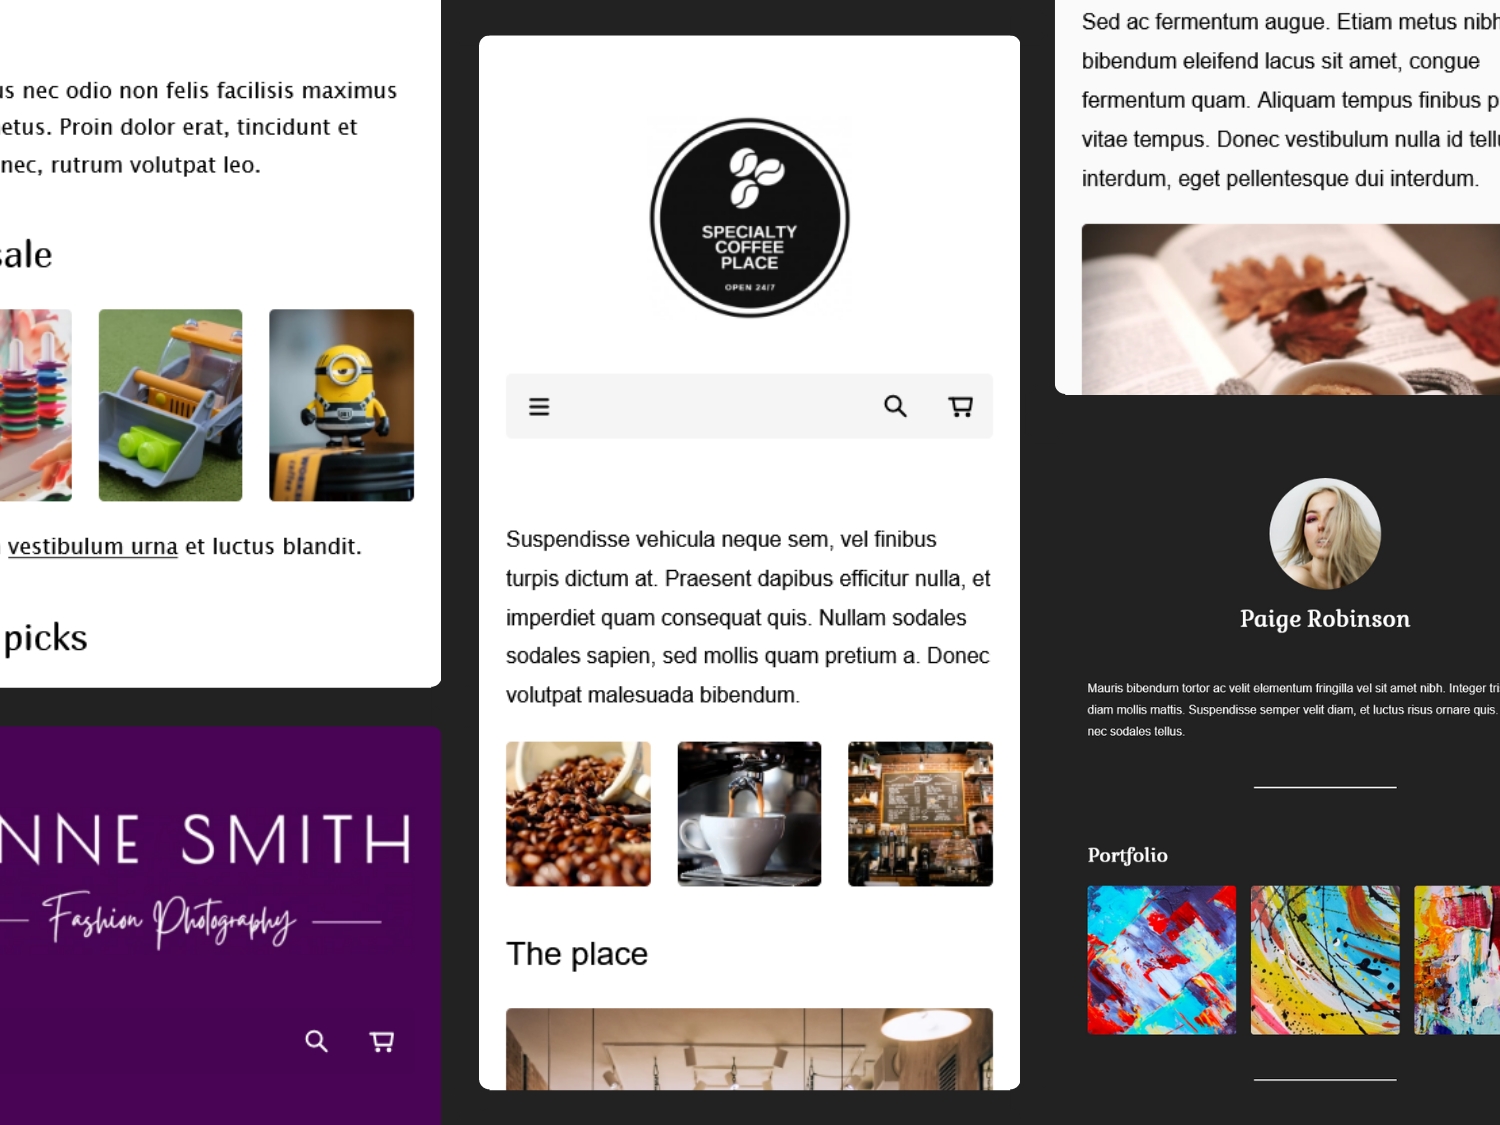 us nec odio non felis facilisis maximus
etus. Proin dolor erat, tincidunt et
nec, rutrum volutpat leo.
sale
vestibulum urna et luctus blandit.
picks
NNE SMITH
Fashion Photography
SPECIALTY
COFFEE
PLACE
OPEN 24/7
Suspendisse vehicula neque sem, vel finibus
turpis dictum at. Praesent dapibus efficitur nulla, et
imperdiet quam consequat quis. Nullam sodales
sodales sapien, sed mollis quam pretium a. Donec
volutpat malesuada bibendum.
The place
Sed ac fermentum augue. Etiam metus nibh
bibendum eleifend lacus sit amet, congue
fermentum quam. Aliquam tempus finibus p
vitae tempus. Donec vestibulum nulla id tellu
interdum, eget pellentesque dui interdum.
Paige Robinson
Mauris bibendum tortor ac velit elementum fringilla vel sit amet nibh. Integer tris
diam mollis mattis. Suspendisse semper velit diam, et luctus risus ornare quis.
nec sodales tellus.
Portfolio